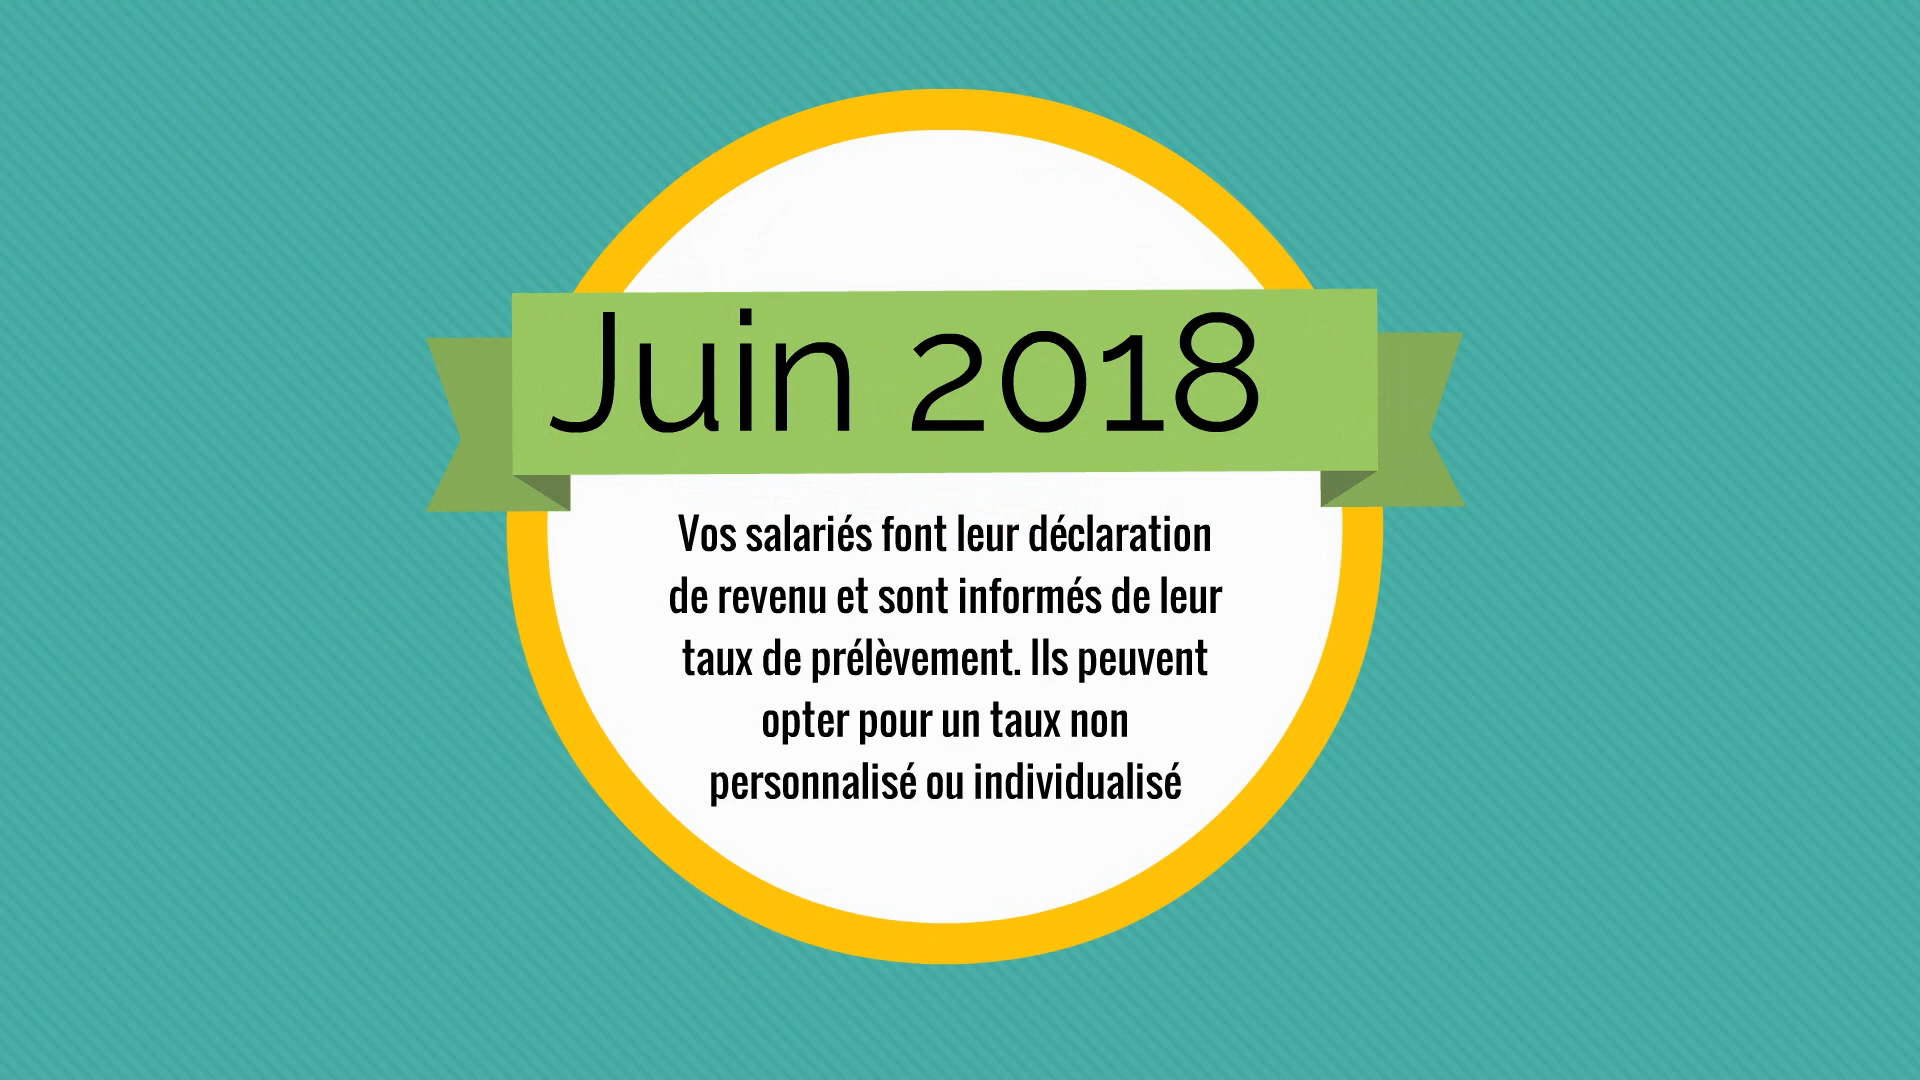 Juin 2018
Vos salariés font leur déclaration
de revenu et sont informés de leur
taux de prélèvement. Ils peuvent
opter pour un taux non
personnalisé ou individualisé